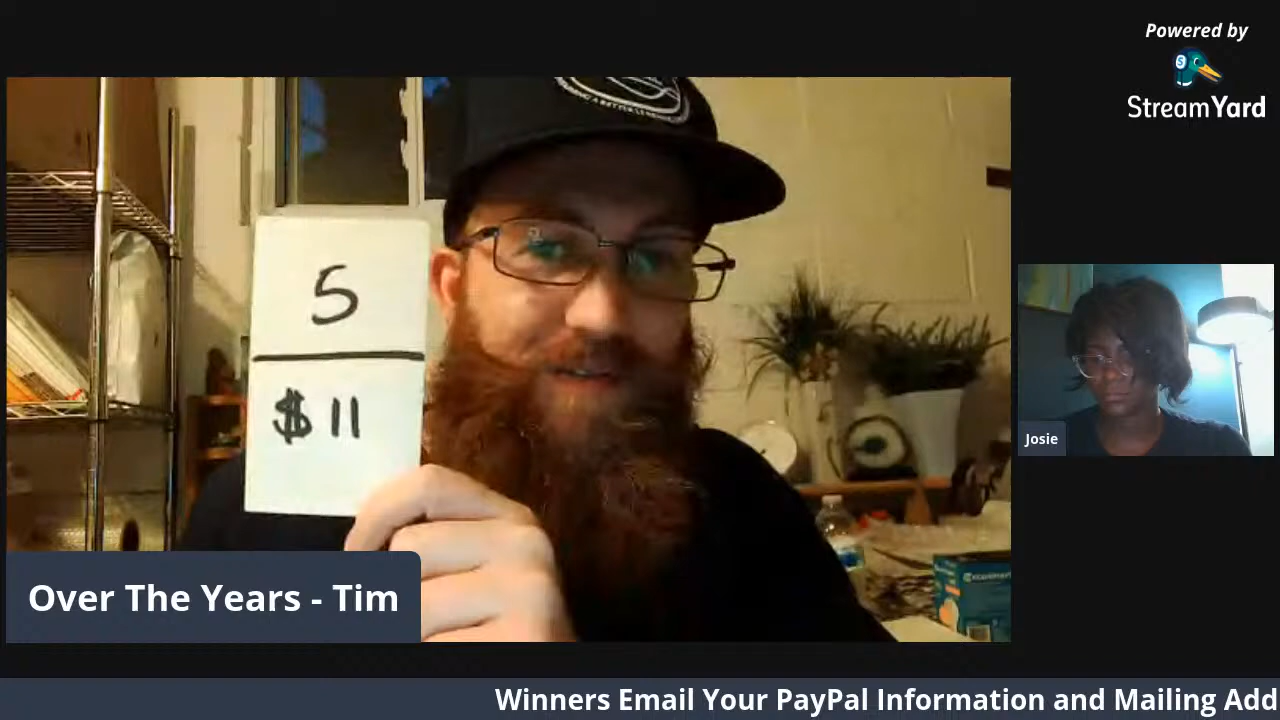 Powered by
StreamYard
5
$11
Josie
Over The Years - Tim
Winners Email Your PayPal Information and Mailing Add